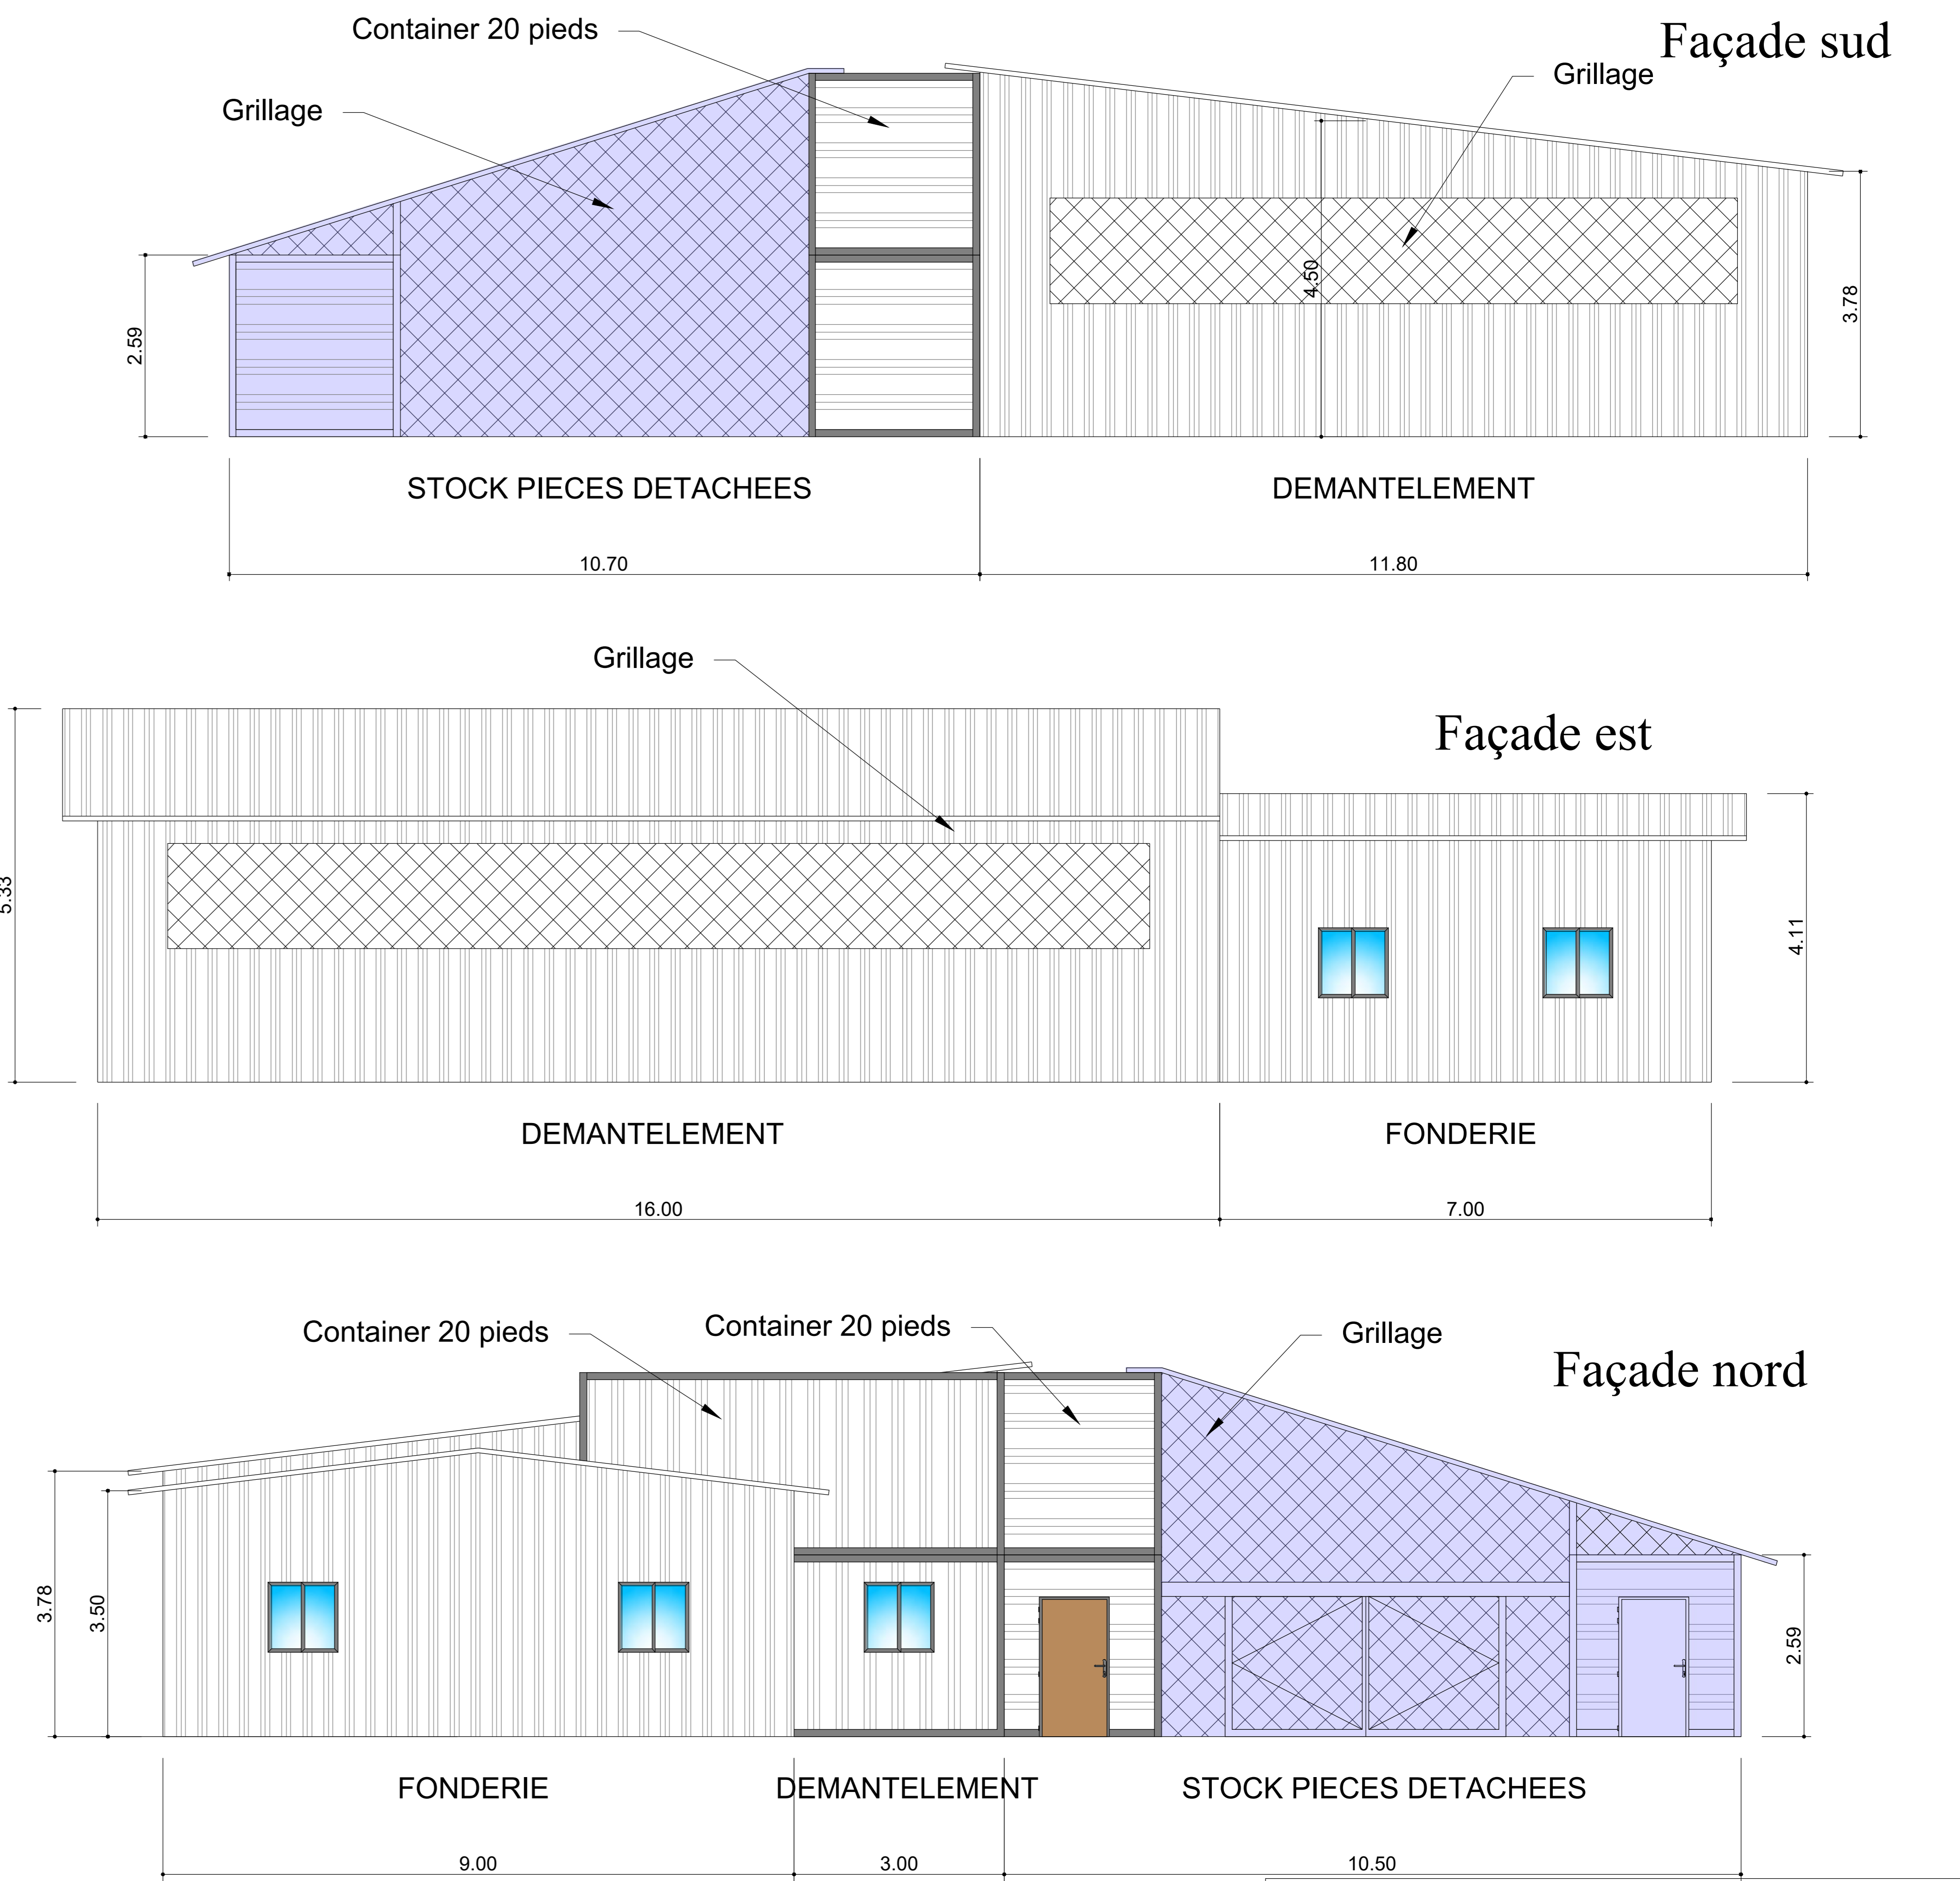 Container 20 pieds
Façade sud
Grillage
Grillage
4.50
3.78
2.59
STOCK PIECES DETACHEES
DEMANTELEMENT
10.70
11.80
Grillage
Façade est
5.33
4.11
DEMANTELEMENT
FONDERIE
16.00
7.00
Container 20 pieds
Container 20 pieds
Grillage
Façade nord
3.78
3.50
2.59
FONDERIE
DEMANTELEMENT
STOCK PIECES DETACHEES
9.00
3.00
10.50